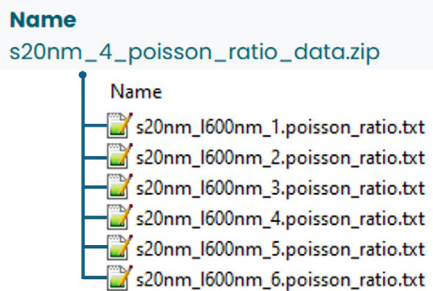 Name
s20nm_4_poisson_ratio_data.zip
Name
s20nm_l600nm_1.poisson_ratio.txt
s20nm_l600nm_2.poisson_ratio.txt
s20nm_l600nm_3.poisson_ratio.txt
s20nm_l600nm_4.poisson_ratio.txt
s20nm_l600nm_5.poisson_ratio.txt
s20nm_l600nm_6.poisson_ratio.txt